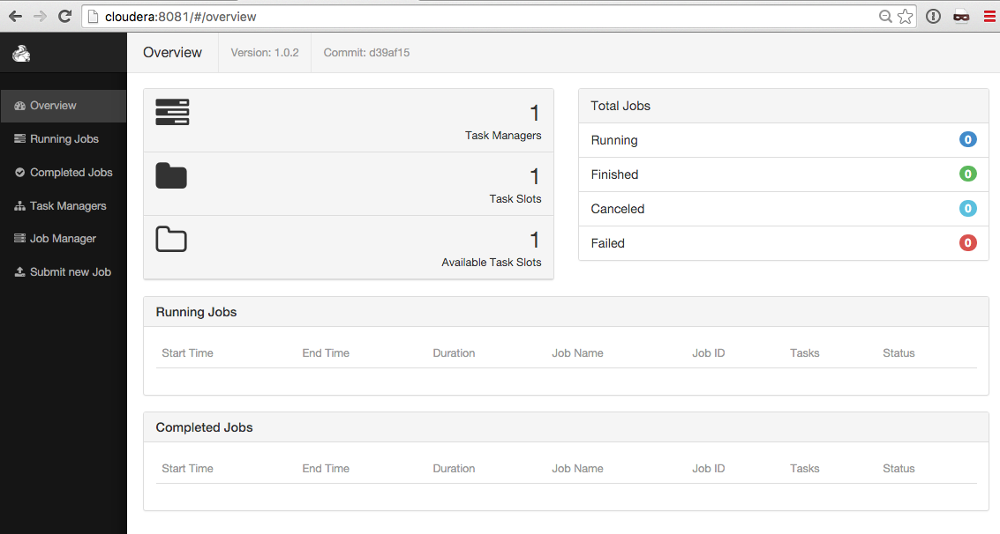 cloudera:8081/#/overview
Overview Version: 1.0.2 Commit: d39af15
Overview
Running Jobs
Completed Jobs
Task Managers
Job Manager
Submit new Job
1
Task Managers
1
Task Slots
1
Available Task Slots
Total Jobs
Running 0
Finished 0
Canceled 0
Failed 0
Running Jobs
Start Time End Time Duration Job Name Job ID Tasks Status
Completed Jobs
Start Time End Time Duration Job Name Job ID Tasks Status